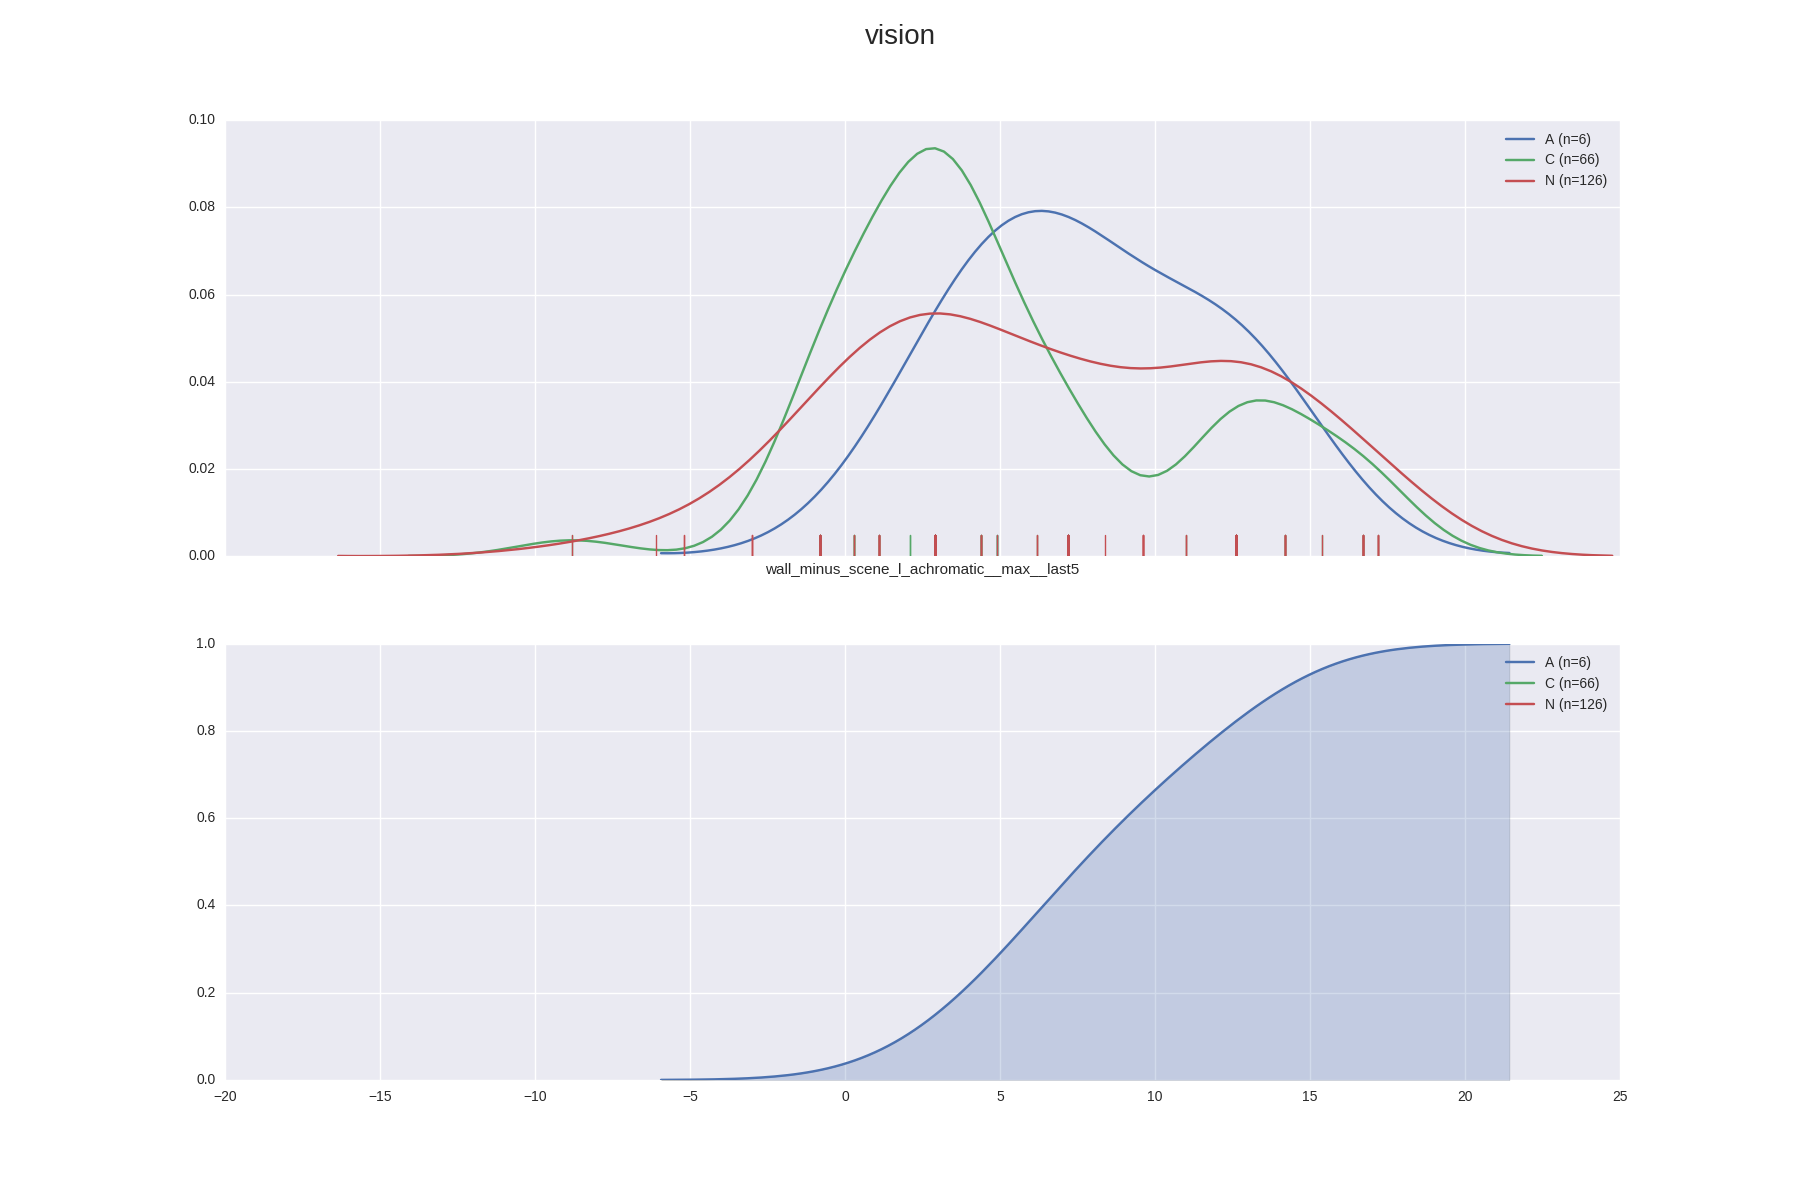 vision
0.10
0.08
0.06
0.04
0.02
0.00
A (n=6)
C (n=66)
N (n=126)
wall_minus_scene_l_achromatic__max__last5
1.0
0.8
0.6
0.4
0.2
0.0
A (n=6)
C (n=66)
N (n=126)
−20 −15 −10 −5 0 5 10 15 20 25